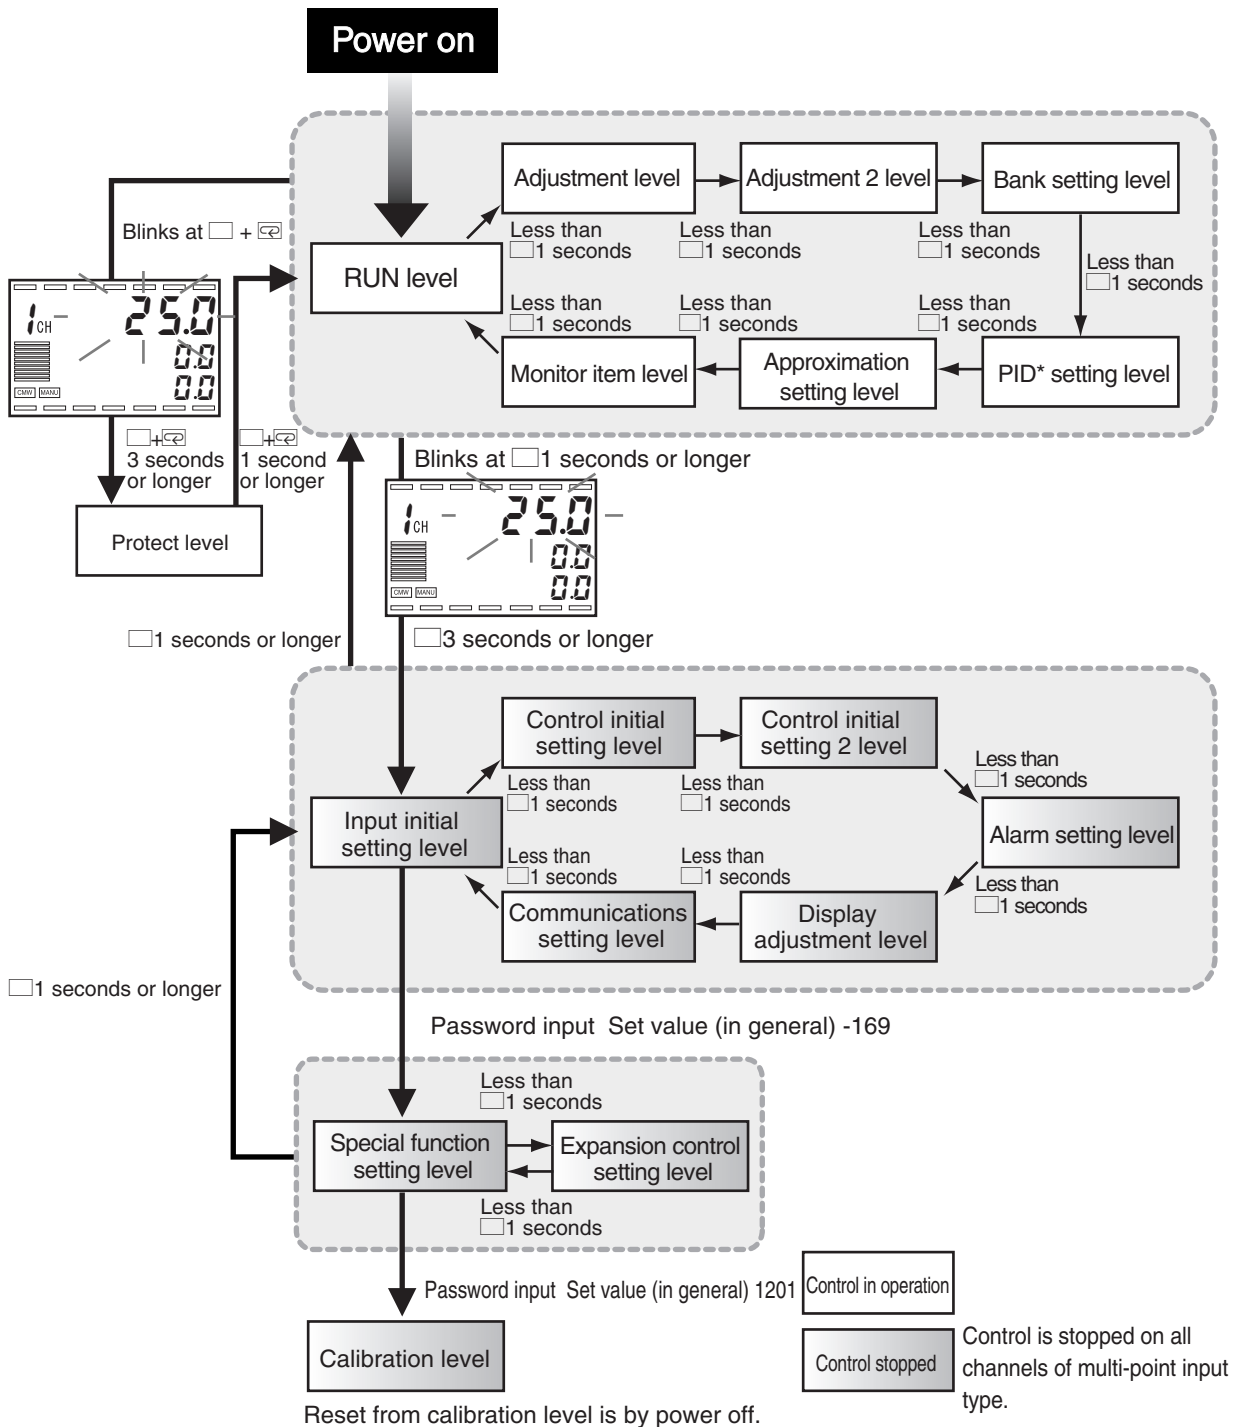 Power on
Adjustment level
Adjustment 2 level
Bank setting level
Less than
1 seconds
Less than
1 seconds
Less than
1 seconds
Less than
1 seconds
Blinks at □ + 
RUN level
Less than
1 seconds
Less than
1 seconds
Less than
1 seconds
Monitor item level
Approximation
setting level
PID* setting level
1 CH
25.0
0.0
0.0
CMW MANU
□+
3 seconds
or longer
□+
1 second
or longer
Protect level
Blinks at □1 seconds or longer
1 CH
25.0
0.0
0.0
CMW MANU
□1 seconds or longer
□3 seconds or longer
Control initial
setting level
Control initial
setting 2 level
Less than
□1 seconds
Less than
□1 seconds
Less than
□1 seconds
Input initial
setting level
Alarm setting level
Less than
□1 seconds
Less than
□1 seconds
Less than
□1 seconds
Communications
setting level
Display
adjustment level
□1 seconds or longer
Password input Set value (in general) -169
Less than
□1 seconds
Special function
setting level
Expansion control
setting level
Less than
□1 seconds
Password input Set value (in general) 1201
Control in operation
Calibration level
Control stopped
Control is stopped on all
channels of multi-point input
type.
Reset from calibration level is by power off.